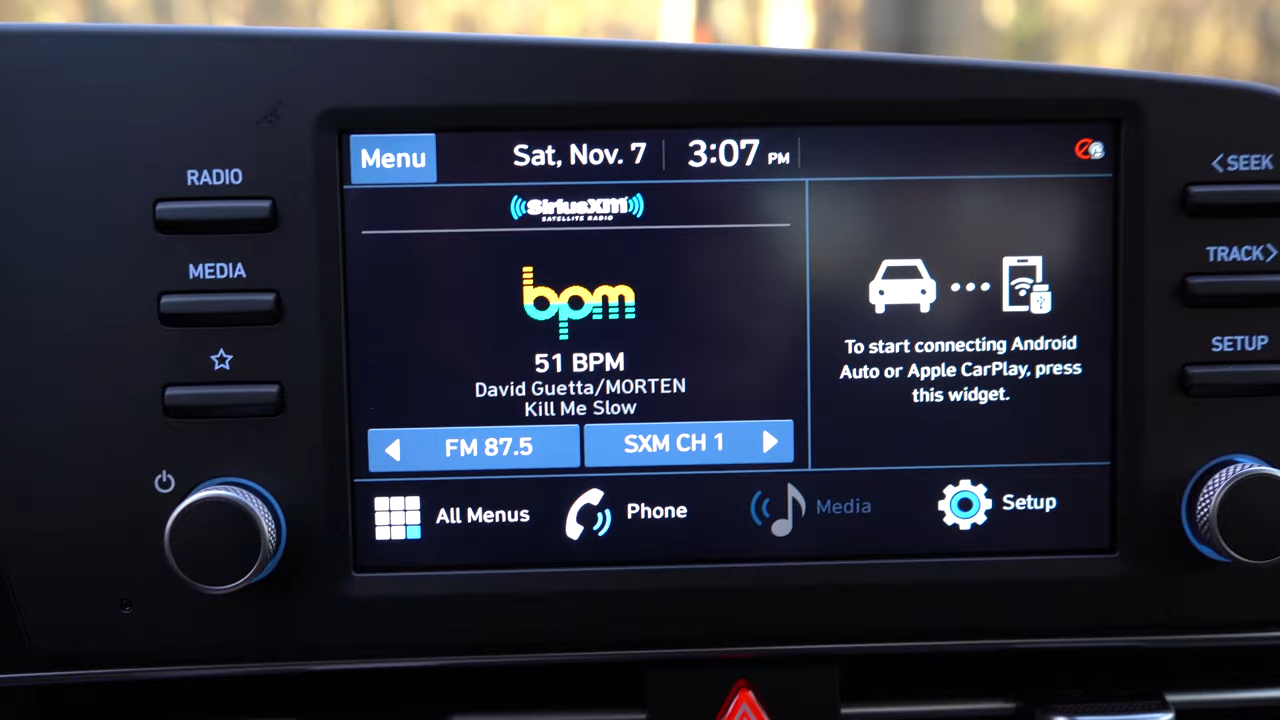 RADIO
MEDIA
Menu
Sat, Nov. 7
3:07 PM
SiriusXM
SATELLITE RADIO
bpm
51 BPM
David Guetta/MORTEN
Kill Me Slow
FM 87.5
SXM CH 1
To start connecting Android
Auto or Apple CarPlay, press
this widget.
All Menus
Phone
Media
Setup
SEEK
TRACK
SETUP